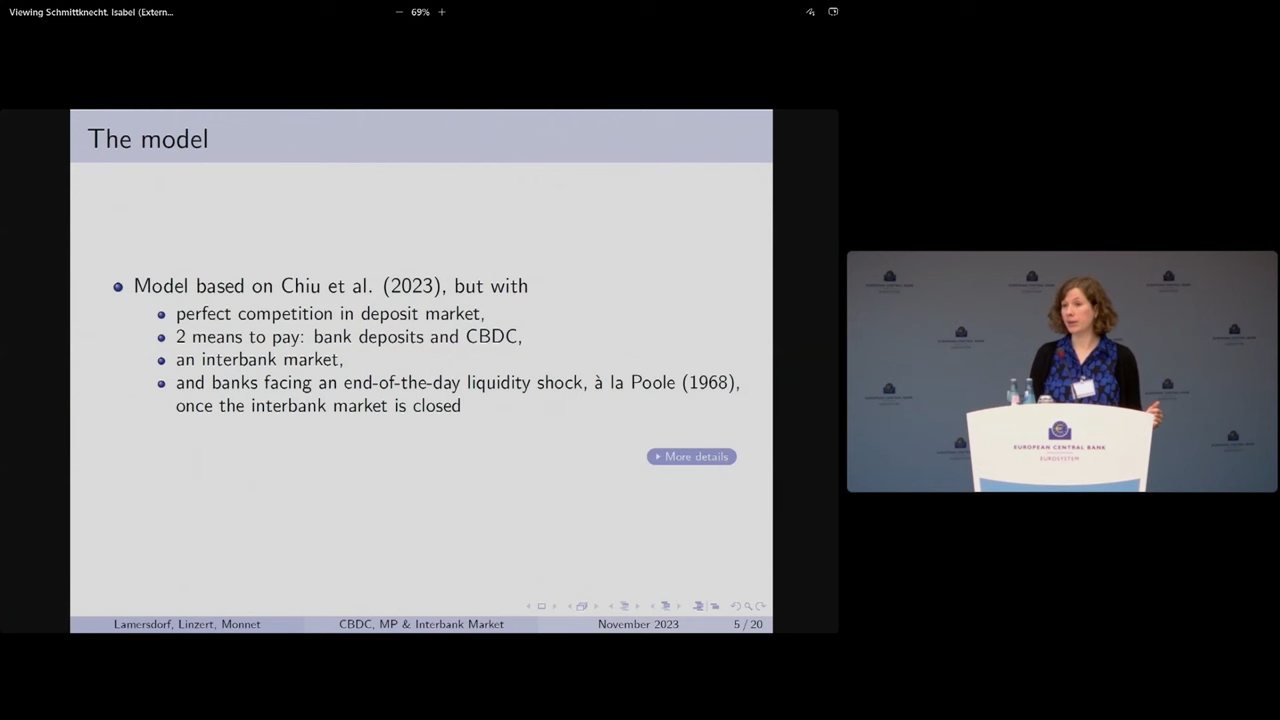 Viewing Schmittknecht, Isabel (Extern...
69%
The model
Model based on Chiu et al. (2023), but with
perfect competition in deposit market,
2 means to pay: bank deposits and CBDC,
an interbank market,
and banks facing an end-of-the-day liquidity shock, à la Poole (1968),
once the interbank market is closed
More details
Lamersdorf, Linzert, Monnet CBDC, MP & Interbank Market November 2023 5 / 20
EUROPEAN CENTRAL BANK
EUROSYSTEM